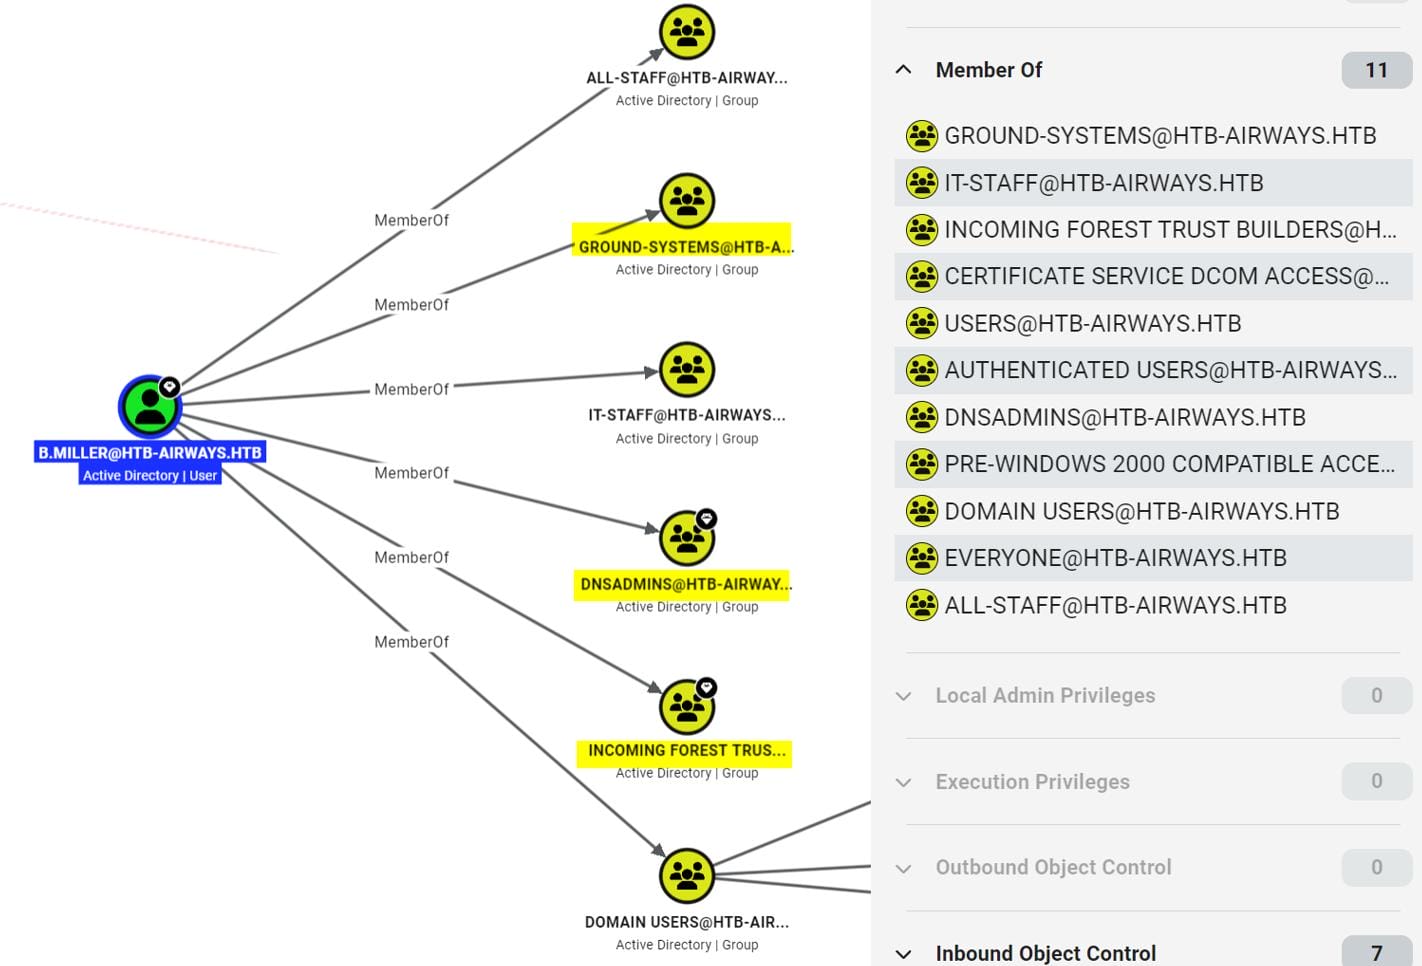 ALL-STAFF@HTB-AIRWAY...
Active Directory | Group
MemberOf
GROUND-SYSTEMS@HTB-A...
Active Directory | Group
MemberOf
MemberOf
IT-STAFF@HTB-AIRWAYS...
Active Directory | Group
B.MILLER@HTB-AIRWAYS.HTB
Active Directory | User
MemberOf
MemberOf
DNSADMINS@HTB-AIRWAY...
Active Directory | Group
MemberOf
INCOMING FOREST TRUS...
Active Directory | Group
DOMAIN USERS@HTB-AIR...
Active Directory | Group
Member Of
11
GROUND-SYSTEMS@HTB-AIRWAYS.HTB
IT-STAFF@HTB-AIRWAYS.HTB
INCOMING FOREST TRUST BUILDERS@H...
CERTIFICATE SERVICE DCOM ACCESS@...
USERS@HTB-AIRWAYS.HTB
AUTHENTICATED USERS@HTB-AIRWAYS...
DNSADMINS@HTB-AIRWAYS.HTB
PRE-WINDOWS 2000 COMPATIBLE ACCE...
DOMAIN USERS@HTB-AIRWAYS.HTB
EVERYONE@HTB-AIRWAYS.HTB
ALL-STAFF@HTB-AIRWAYS.HTB
Local Admin Privileges
0
Execution Privileges
0
Outbound Object Control
0
Inbound Object Control
7